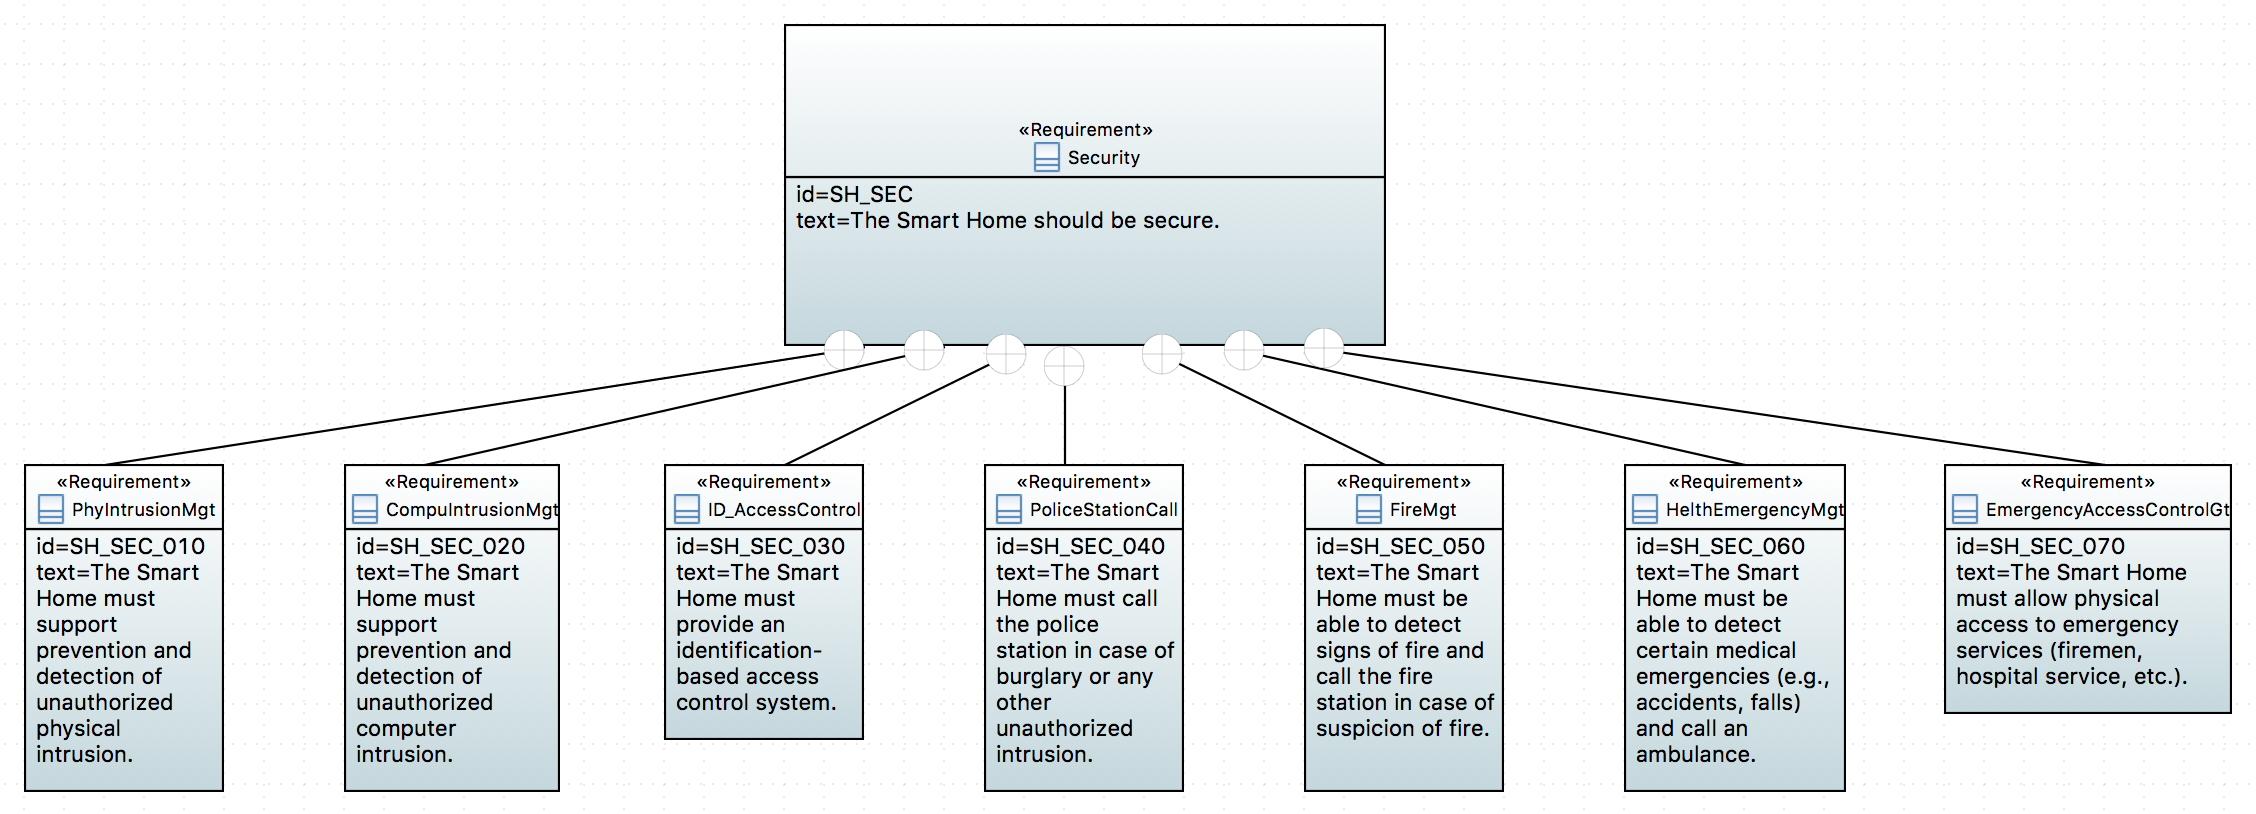 «Requirement»
Security
id=SH_SEC
text=The Smart Home should be secure.
«Requirement»
PhyIntrusionMgt
id=SH_SEC_010
text=The Smart
Home must
support
prevention and
detection of
unauthorized
physical
intrusion.
«Requirement»
CompuIntrusionMgt
id=SH_SEC_020
text=The Smart
Home must
support
prevention and
detection of
unauthorized
computer
intrusion.
«Requirement»
ID_AccessControl
id=SH_SEC_030
text=The Smart
Home must
provide an
identification-
based access
control system.
«Requirement»
PoliceStationCall
id=SH_SEC_040
text=The Smart
Home must call
the police
station in case of
burglary or any
other
unauthorized
intrusion.
«Requirement»
FireMgt
id=SH_SEC_050
text=The Smart
Home must be
able to detect
signs of fire and
call the fire
station in case of
suspicion of fire.
«Requirement»
HelthEmergencyMgt
id=SH_SEC_060
text=The Smart
Home must be
able to detect
certain medical
emergencies (e.g.,
accidents, falls)
and call an
ambulance.
«Requirement»
EmergencyAccessControlGt
id=SH_SEC_070
text=The Smart Home
must allow physical
access to emergency
services (firemen,
hospital service, etc.).